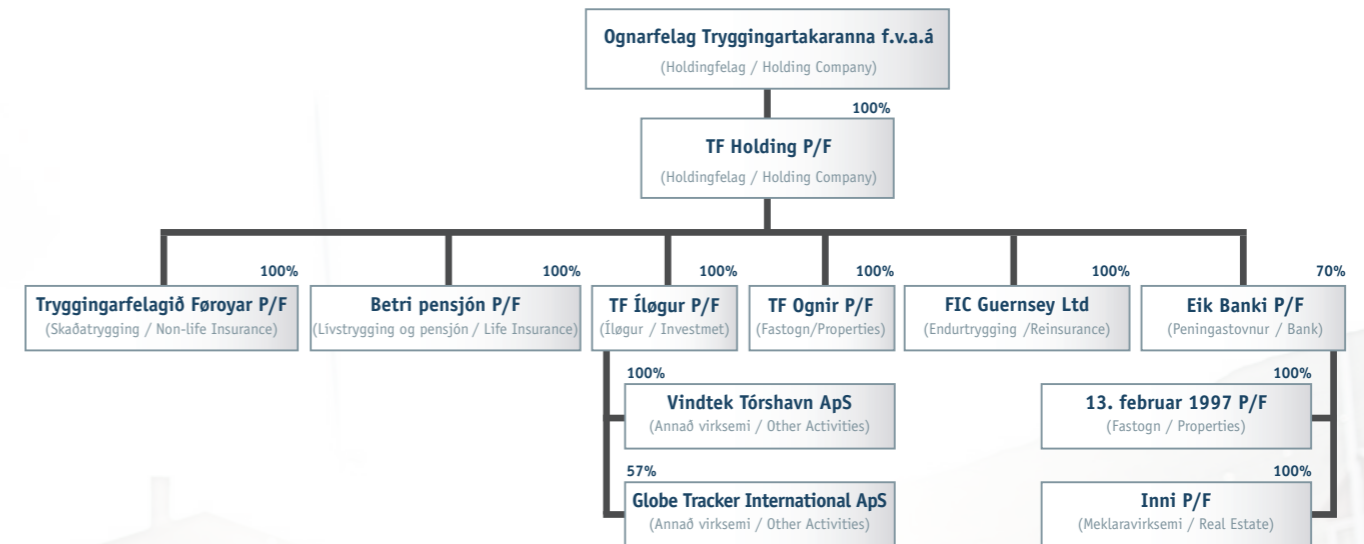 Ognarfelag Tryggingartakaranna f.v.a.á
(Holdingfelag / Holding Company)
100%
TF Holding P/F
(Holdingfelag / Holding Company)
100%
Tryggingarfelagið Føroyar P/F
(Skaðatrygging / Non-life Insurance)
100%
Betri pensjón P/F
(Livstrygging og pensjón / Life Insurance)
100%
TF Íløgur P/F
(Íløgur / Investmet)
100%
TF Ognir P/F
(Fastogn/Properties)
100%
FIC Guernsey Ltd
(Endurtrygging /Reinsurance)
70%
Eik Banki P/F
(Peningastovnur / Bank)
100%
Vindtek Tórshavn ApS
(Annað virksemi / Other Activities)
57%
Globe Tracker International ApS
(Annað virksemi / Other Activities)
100%
13. februar 1997 P/F
(Fastogn / Properties)
100%
Inni P/F
(Meklaravirksemi / Real Estate)